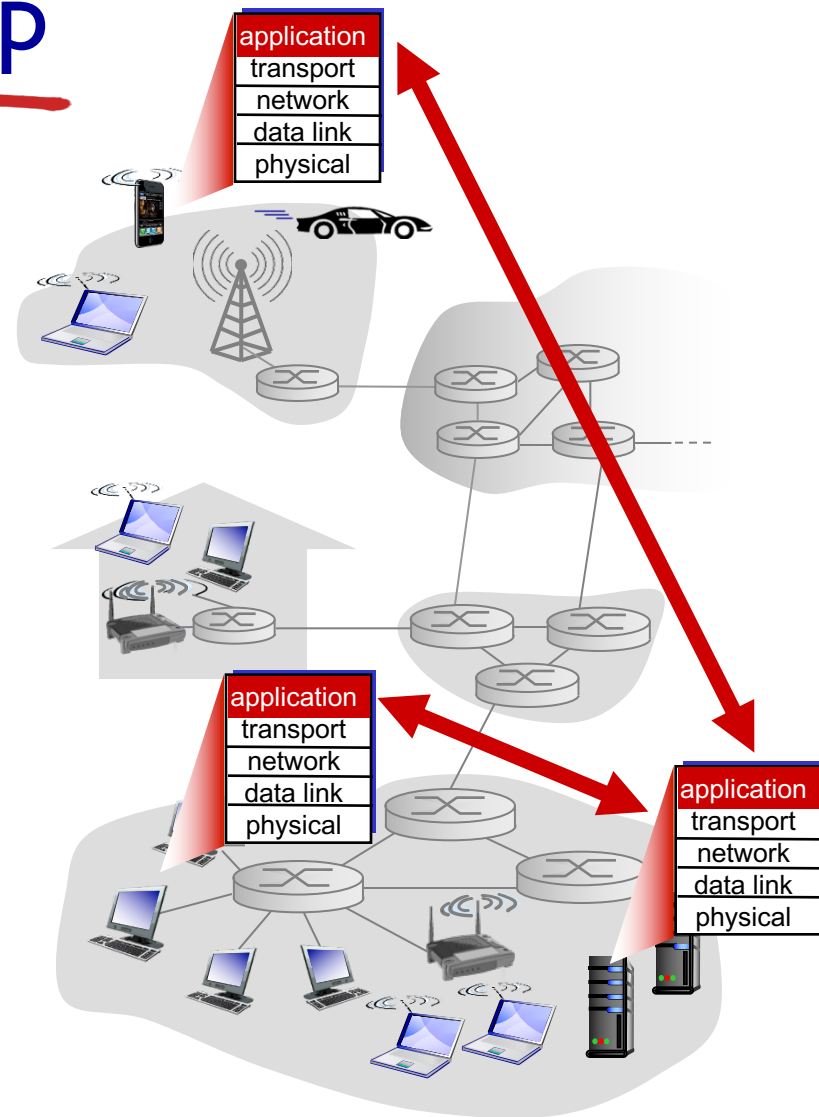 p
application
transport
network
data link
physical
application
transport
network
data link
physical
application
transport
network
data link
physical